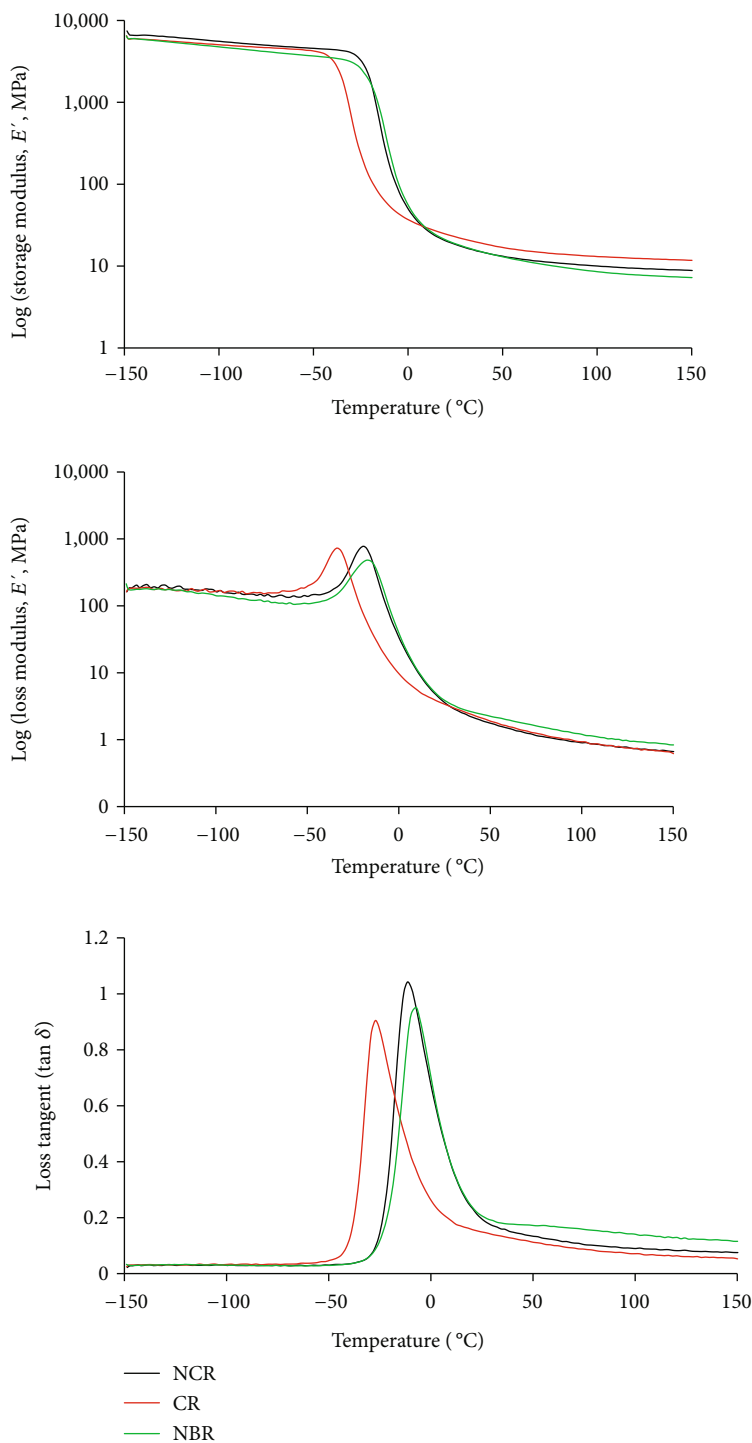 10,000
1,000
100
10
1
Log (storage modulus, E′, MPa)
−150 −100 −50 0 50 100 150
Temperature ( °C)
10,000
1,000
100
10
1
0
Log (loss modulus, E′, MPa)
−150 −100 −50 0 50 100 150
Temperature ( °C)
1.2
1
0.8
0.6
0.4
0.2
0
Loss tangent (tan δ)
−150 −100 −50 0 50 100 150
Temperature ( °C)
NCR
CR
NBR